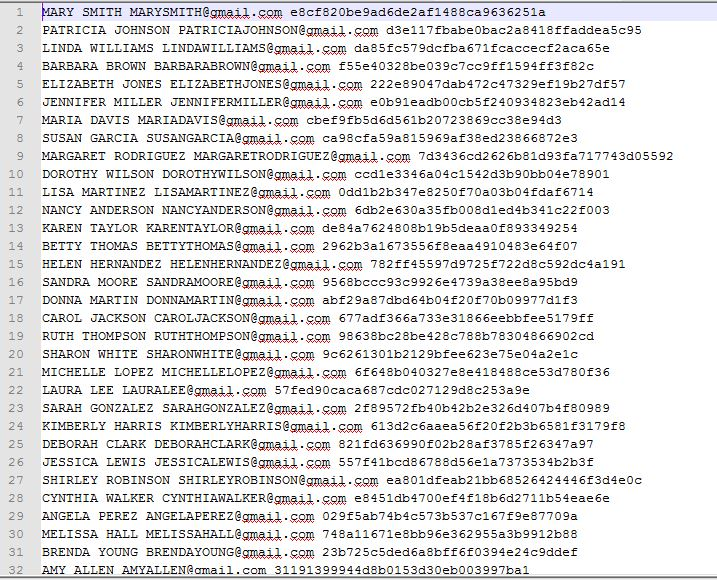 1 MARY SMITH MARYSMITH@gmail.com e8cf820be9ad6de2af1488ca9636251a
2 PATRICIA JOHNSON PATRICIAJOHNSON@gmail.com d3e117fbabe0bac2a8418ffaddea5c95
3 LINDA WILLIAMS LINDAWILLIAMS@gmail.com da85fc579dcfba671fcaccecf2aca65e
4 BARBARA BROWN BARBARABROWN@gmail.com f55e40328be039c7cc9ff1594ff3f82c
5 ELIZABETH JONES ELIZABETHJONES@gmail.com 222e89047dab472c47329ef19b27df57
6 JENNIFER MILLER JENNIFERMILLER@gmail.com e0b91eadb00cb5f240934823eb42ad14
7 MARIA DAVIS MARIADAVIS@gmail.com cbef9fb5d6d561b20723869cc38e94d3
8 SUSAN GARCIA SUSANGARCIA@gmail.com ca98cfa59a815969af38ed23866872e3
9 MARGARET RODRIGUEZ MARGARETRODRIGUEZ@gmail.com 7d3436cd2626b81d93fa717743d05592
10 DOROTHY WILSON DOROTHYWILSON@gmail.com ccd1e3346a04c1542d3b90bb04e78901
11 LISA MARTINEZ LISAMARTINEZ@gmail.com 0dd1b2b347e8250f70a03b04fdaf6714
12 NANCY ANDERSON NANCYANDERSON@gmail.com 6db2e630a35fb008d1ed4b341c22f003
13 KAREN TAYLOR KARENTAYLOR@gmail.com de84a7624808b19b5deaa0f893349254
14 BETTY THOMAS BETTYTHOMAS@gmail.com 2962b3a1673556f8eaa4910483e64f07
15 HELEN HERNANDEZ HELENHERNANDEZ@gmail.com 782ff45597d9725f722d8c592dc4a191
16 SANDRA MOORE SANDRAMOORE@gmail.com 9568bccc93c9926e4739a38ee8a95bd9
17 DONNA MARTIN DONNAMARTIN@gmail.com abf29a87dbd64b04f20f70b09977d1f3
18 CAROL JACKSON CAROLJACKSON@gmail.com 677adf366a733e31866eebbfee5179ff
19 RUTH THOMPSON RUTHTHOMPSON@gmail.com 98638bc28be428c788b78304866902cd
20 SHARON WHITE SHARONWHITE@gmail.com 9c6261301b2129bfee623e75e04a2e1c
21 MICHELLE LOPEZ MICHELLELOPEZ@gmail.com 6f648b040327e8e418488ce53d780f36
22 LAURA LEE LAURALEE@gmail.com 57fed90caca687cdc027129d8c253a9e
23 SARAH GONZALEZ SARAHGONZALEZ@gmail.com 2f89572fb40b42b2e326d407b4f80989
24 KIMBERLY HARRIS KIMBERLYHARRIS@gmail.com 613d2c6aaea56f20f2b3b6581f3179f8
25 DEBORAH CLARK DEBORAHCLARK@gmail.com 821fd636990f02b28af3785f26347a97
26 JESSICA LEWIS JESSICALEWIS@gmail.com 557f41bcd86788d56e1a7373534b2b3f
27 SHIRLEY ROBINSON SHIRLEYROBINSON@gmail.com ea801dfeab21bb68526424446f3d4e0c
28 CYNTHIA WALKER CYNTHIAWALKER@gmail.com e8451db4700ef4f18b6d2711b54eae6e
29 ANGELA PEREZ ANGELAPEREZ@gmail.com 029f5ab74b4c573b537c167f9e87709a
30 MELISSA HALL MELISSAHALL@gmail.com 748a11671e8bb96e362955a3b9912b88
31 BRENDA YOUNG BRENDAYOUNG@gmail.com 23b725c5ded6a8bff6f0394e24c9ddef
32 AMY ALLEN AMYALLEN@gmail.com 31191399944d8b0153d30eb003997ba1